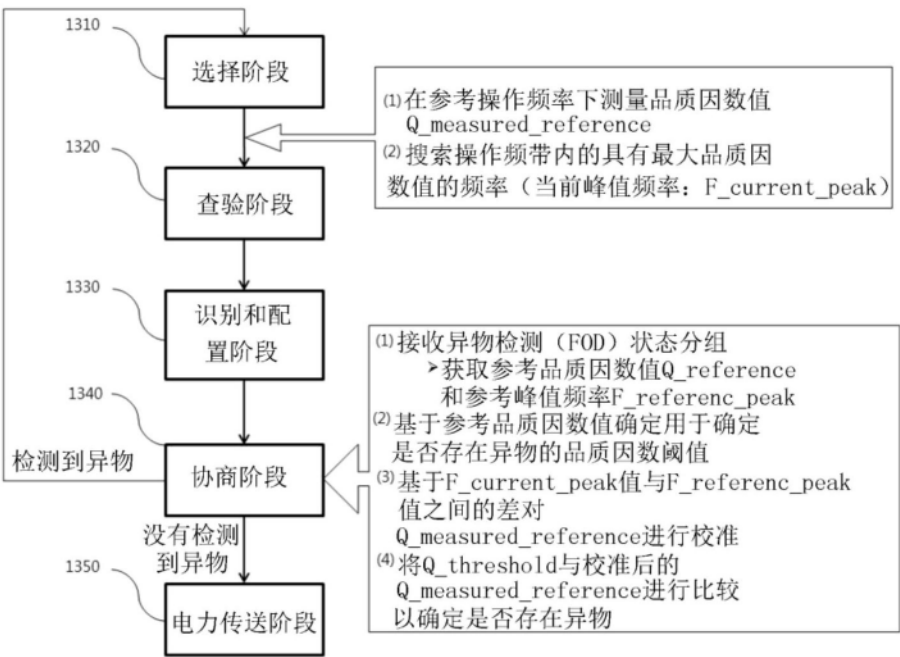 1310
选择阶段
(1)在参考操作频率下测量品质因数值
Q_measured_reference
(2)搜索操作频带内的具有最大品质因
数值的频率（当前峰值频率：F_current_peak）
1320
查验阶段
1330
识别和配
置阶段
(1)接收异物检测（FOD）状态分组
➢获取参考品质因数值Q_reference
和参考峰值频率F_referenc_peak
(2)基于参考品质因数值确定用于确定
是否存在异物的品质因数阈值
(3)基于F_current_peak值与F_referenc_peak
值之间的差对
Q_measured_reference进行校准
(4)将Q_threshold与校准后的
Q_measured_reference进行比较
以确定是否存在异物
1340
检测到异物
协商阶段
没有检测
到异物
1350
电力传送阶段